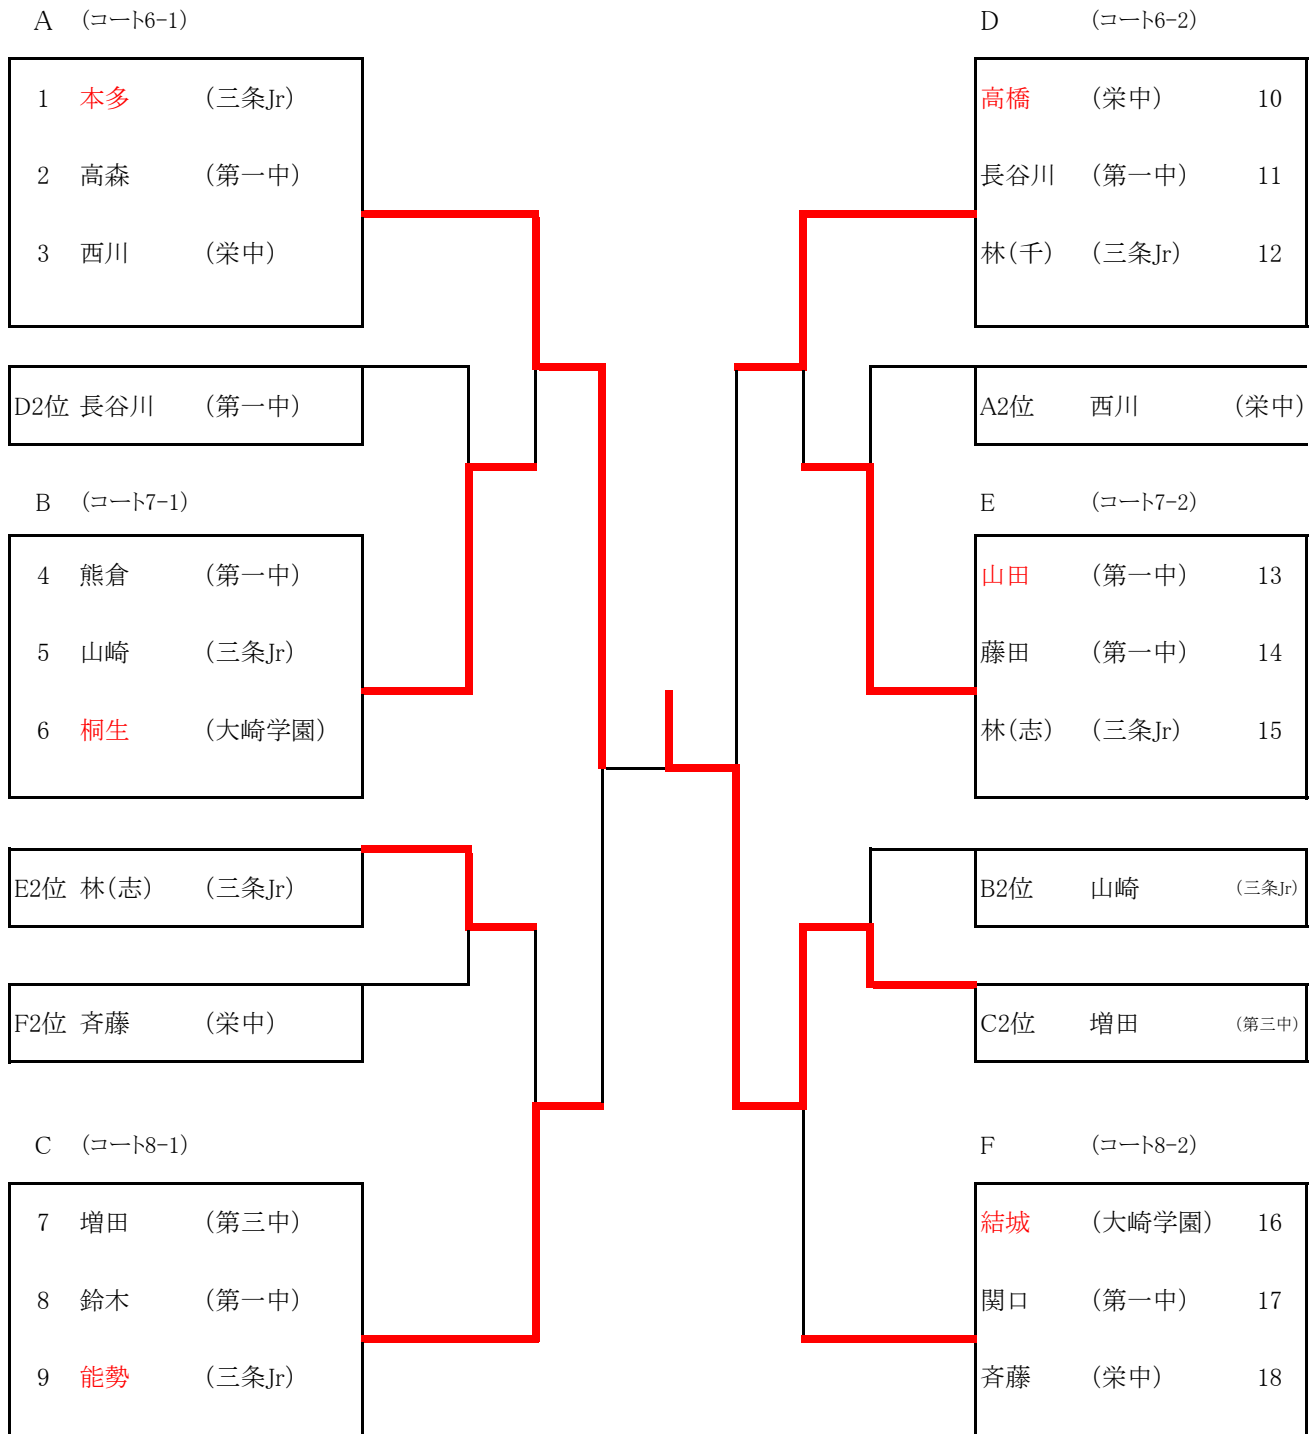 A (コート6-1)
1 本多 (三条Jr)
2 高森 (第一中)
3 西川 (栄中)
D2位 長谷川 (第一中)
B (コート7-1)
4 熊倉 (第一中)
5 山崎 (三条Jr)
6 桐生 (大崎学園)
E2位 林(志) (三条Jr)
F2位 斉藤 (栄中)
C (コート8-1)
7 増田 (第三中)
8 鈴木 (第一中)
9 能勢 (三条Jr)
D (コート6-2)
高橋 (栄中) 10
長谷川 (第一中) 11
林(千) (三条Jr) 12
A2位 西川 (栄中)
E (コート7-2)
山田 (第一中) 13
藤田 (第一中) 14
林(志) (三条Jr) 15
B2位 山崎 (三条Jr)
C2位 増田 (第三中)
F (コート8-2)
結城 (大崎学園) 16
関口 (第一中) 17
斉藤 (栄中) 18